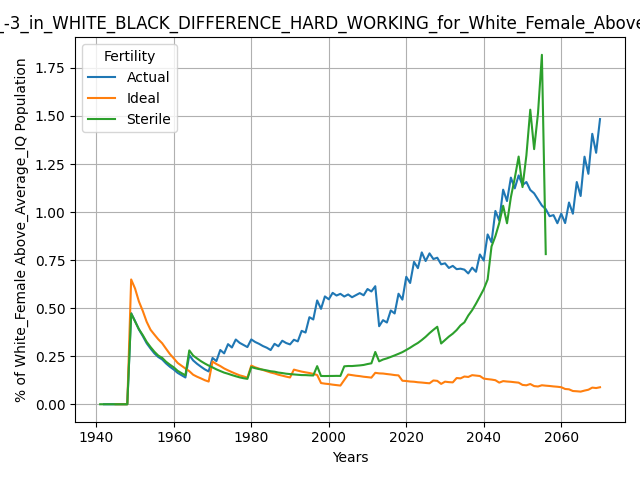 _-3_in_WHITE_BLACK_DIFFERENCE_HARD_WORKING_for_White_Female_Above
% of White_Female Above_Average_IQ Population
Fertility
Actual
Ideal
Sterile
1.75
1.50
1.25
1.00
0.75
0.50
0.25
0.00
1940 1960 1980 2000 2020 2040 2060
Years